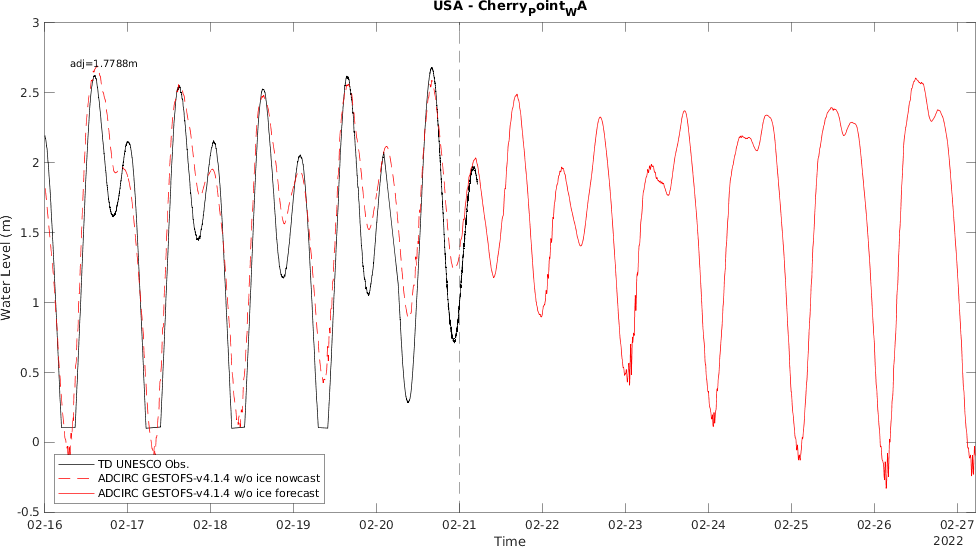 USA - Cherry_Point_WA
adj=1.7788m
3
2.5
2
1.5
1
0.5
0
-0.5
Water Level (m)
TD UNESCO Obs.
ADCIRC GESTOFS-v4.1.4 w/o ice nowcast
ADCIRC GESTOFS-v4.1.4 w/o ice forecast
02-16 02-17 02-18 02-19 02-20 02-21 02-22 02-23 02-24 02-25 02-26 02-27
Time
2022